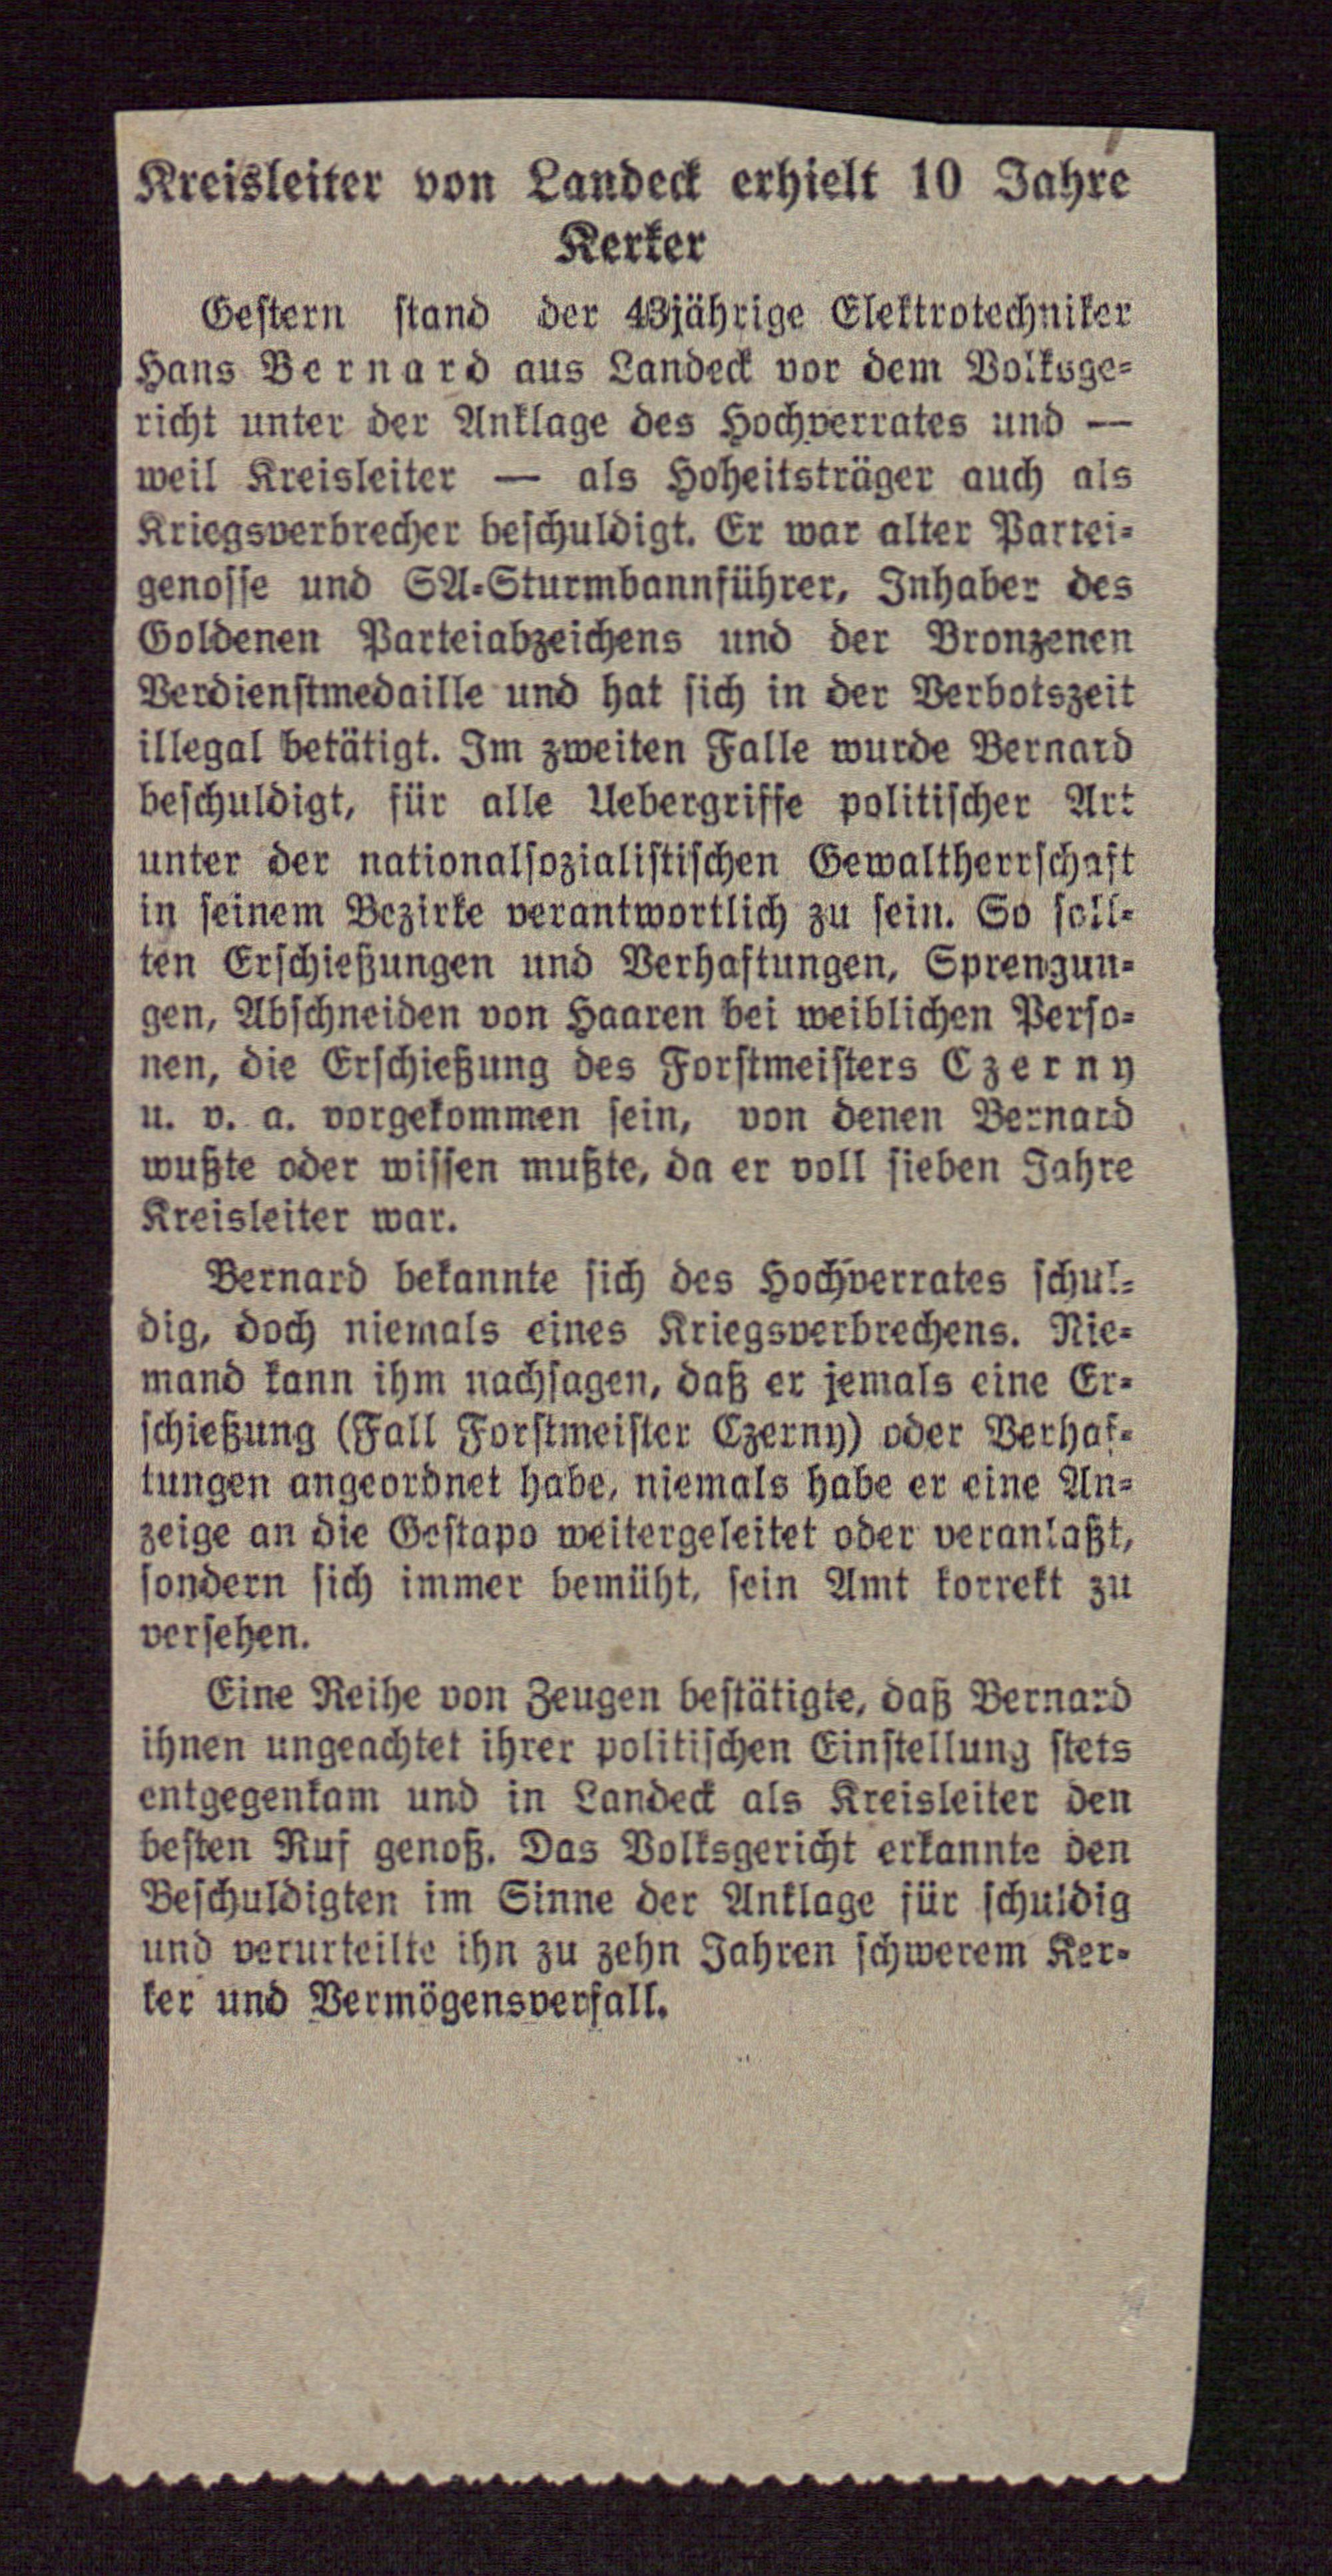 Kreisleiter von Landeck erhielt 10 Jahre
Kerker
Gestern stand der 43jährige Elektrotechniker
Hans Bernard aus Landeck vor dem Volksge-
richt unter der Anklage des Hochverrates und —
weil Kreisleiter — als Hoheitsträger auch als
Kriegsverbrecher beschuldigt. Er war alter Partei-
genosse und SA-Sturmbannführer, Inhaber des
Goldenen Parteiabzeichens und der Bronzenen
Verdienstmedaille und hat sich in der Verbotszeit
illegal betätigt. Im zweiten Falle wurde Bernard
beschuldigt, für alle Uebergriffe politischer Art
unter der nationalsozialistischen Gewaltherrschaft
in seinem Bezirke verantwortlich zu sein. So soll-
ten Erschießungen und Verhaftungen, Sprengun-
gen, Abschneiden von Haaren bei weiblichen Perso-
nen, die Erschießung des Forstmeisters Czerny
u. v. a. vorgekommen sein, von denen Bernard
wußte oder wissen mußte, da er voll sieben Jahre
Kreisleiter war.
Bernard bekannte sich des Hochverrates schul-
dig, doch niemals eines Kriegsverbrechens. Nie-
mand kann ihm nachsagen, daß er jemals eine Er-
schießung (Fall Forstmeister Czerny) oder Verhaf-
tungen angeordnet habe, niemals habe er eine An-
zeige an die Gestapo weitergeleitet oder veranlaßt,
sondern sich immer bemüht, sein Amt korrekt zu
versehen.
Eine Reihe von Zeugen bestätigte, daß Bernard
ihnen ungeachtet ihrer politischen Einstellung stets
entgegenkam und in Landeck als Kreisleiter den
besten Ruf genoß. Das Volksgericht erkannte den
Beschuldigten im Sinne der Anklage für schuldig
und verurteilte ihn zu zehn Jahren schwerem Ker-
ker und Vermögensverfall.